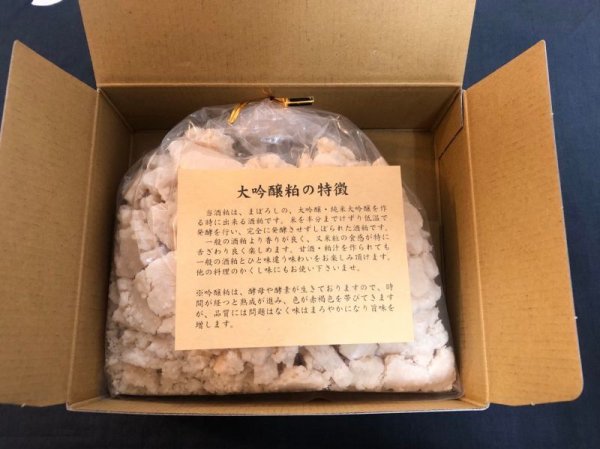 大吟醸粕の特徴
当酒粕は、まぼろしの、大吟醸・純米大吟醸を作
る時に出来る酒粕です。米を半分まで​けずり低温で
発酵を行い、完全に発酵させずしぼられた酒粕です。
一般の酒粕より香りが良く、又米粒の食感が特に
舌ざわり良く楽しめます。甘酒・粕汁を作られても
一般の酒粕とひと味違う味わいをお楽しみ頂けます。
他の料理のかくし味にもお使い下さいませ。
※吟醸粕は、酵母や酵素が生きておりますので、時
間が経つと熟成が進み、色が赤褐色を帯びてきます
が、品質には問題はなく味はまろやかになり旨味を
増します。